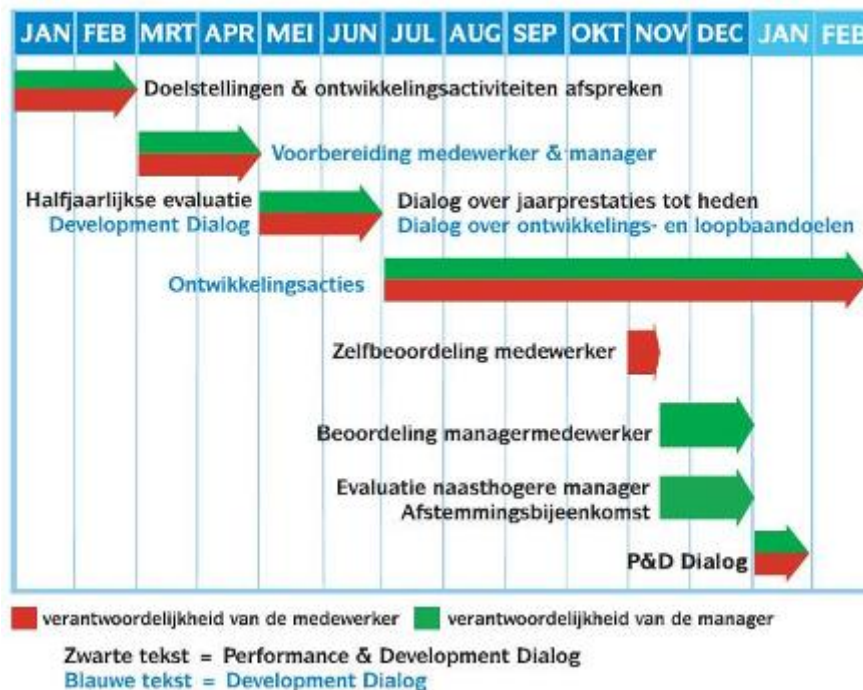 JAN FEB MRT APR MEI JUN JUL AUG SEP OKT NOV DEC JAN FEB
Doelstellingen & ontwikkelingsactiviteiten afspreken
Voorbereiding medewerker & manager
Halfjaarlijkse evaluatie
Development Dialog
Dialog over jaarprestaties tot heden
Dialog over ontwikkelings- en loopbaandoelen
Ontwikkelingsacties
Zelfbeoordeling medewerker
Beoordeling managermedewerker
Evaluatie naasthogere manager
Afstemmingsbijeenkomst
P&D Dialog
verantwoordelijkheid van de medewerker
verantwoordelijkheid van de manager
Zwarte tekst = Performance & Development Dialog
Blauwe tekst = Development Dialog